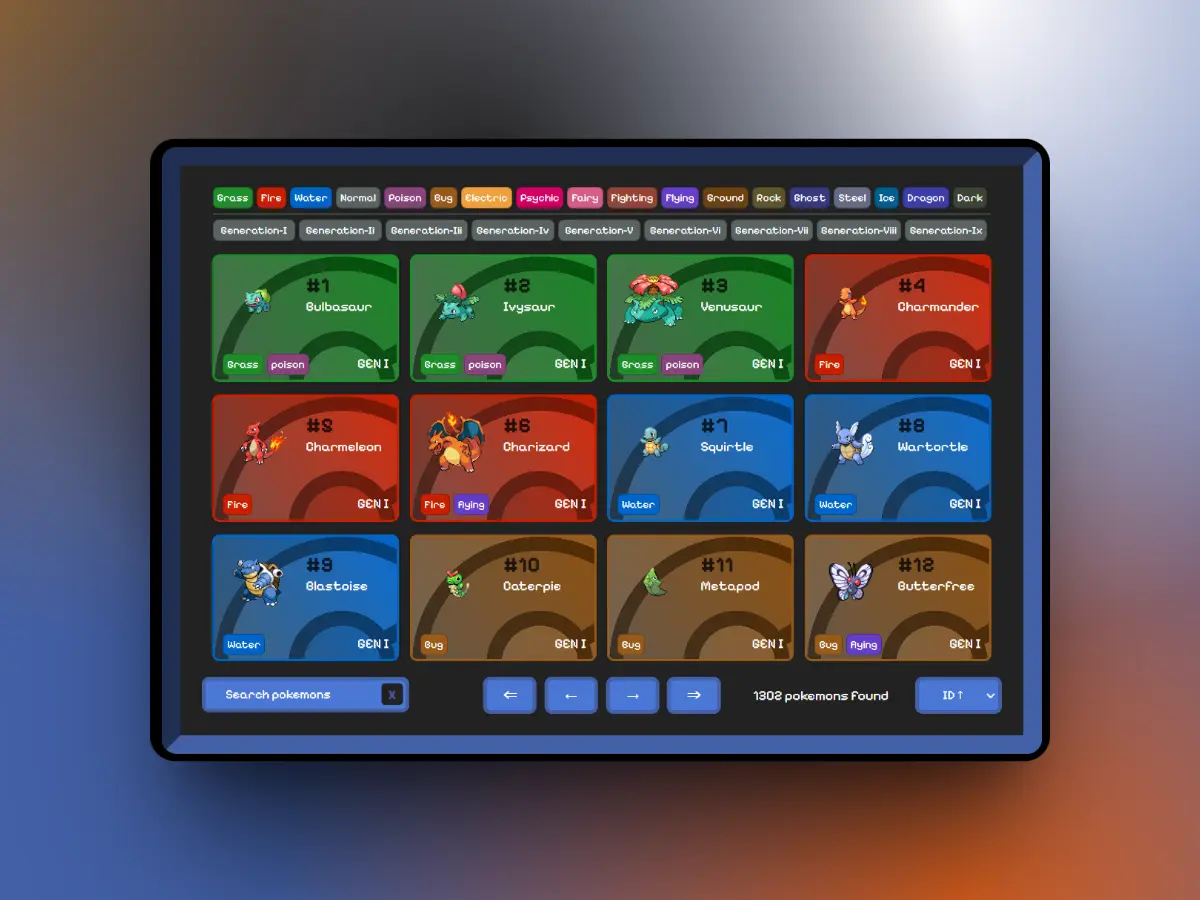 Grass Fire Water Normal Poison Bug Electric Psychic Fairy Fighting Flying Ground Rock Ghost Steel Ice Dragon Dark
Generation-I Generation-Ii Generation-Iii Generation-Iv Generation-V Generation-Vi Generation-Vii Generation-Viii Generation-Ix
#1
Bulbasaur
Grass poison GEN I
#2
Ivysaur
Grass poison GEN I
#3
Venusaur
Grass poison GEN I
#4
Charmander
Fire GEN I
#5
Charmeleon
Fire GEN I
#6
Charizard
Fire flying GEN I
#7
Squirtle
Water GEN I
#8
Wartortle
Water GEN I
#9
Blastoise
Water GEN I
#10
Caterpie
Bug GEN I
#11
Metapod
Bug GEN I
#12
Butterfree
Bug flying GEN I
Search pokemons X ⇐ ← → ⇒ 1302 pokemons found ID ↑